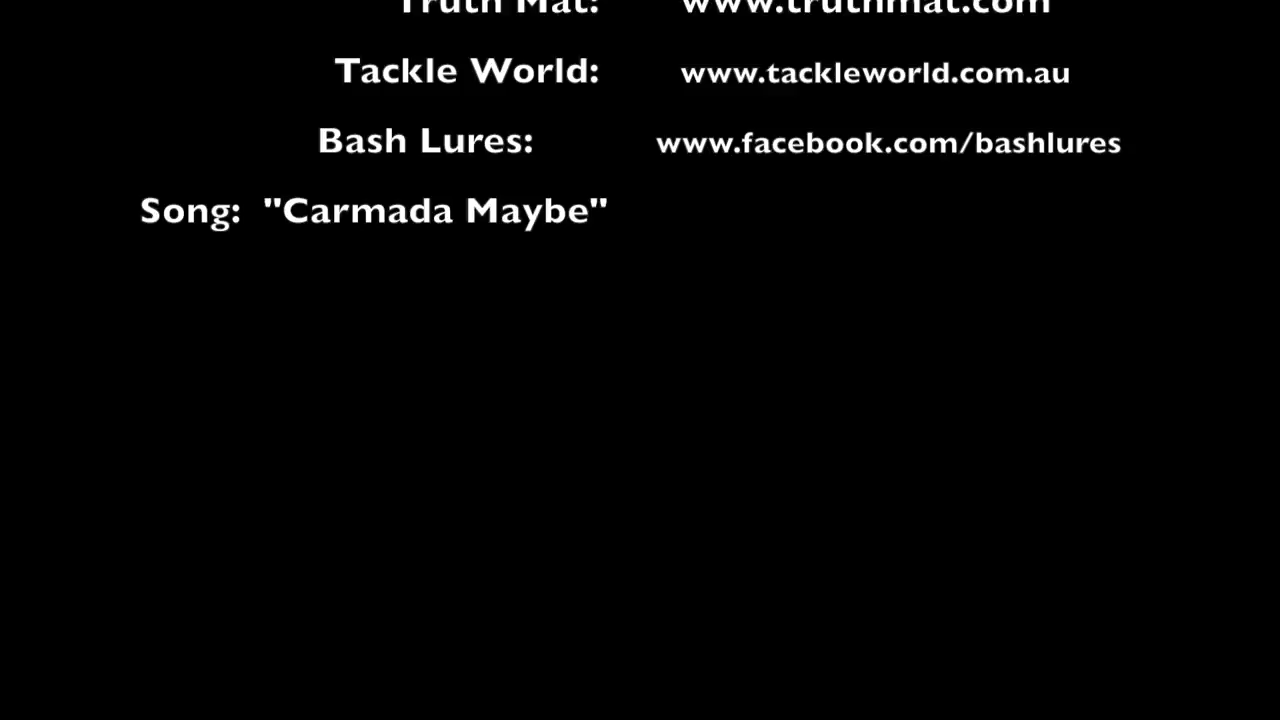 Truth Mat: www.truthmat.com
Tackle World: www.tackleworld.com.au
Bash Lures: www.facebook.com/bashlures
Song: "Carmada Maybe"